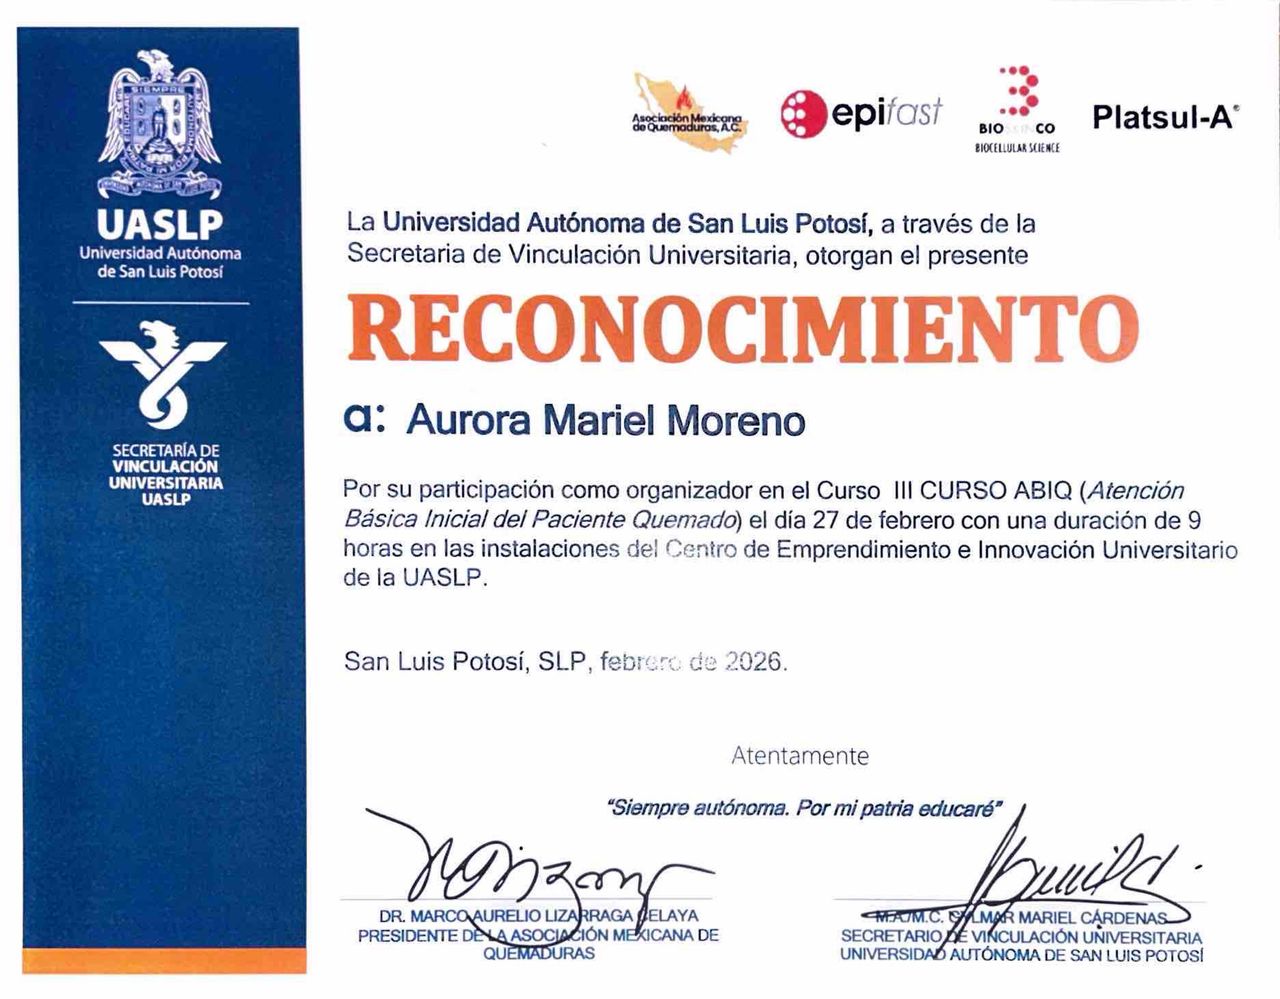 SIEMPRE AUTONOMA
UASLP
Universidad Autónoma
de San Luis Potosí
SECRETARÍA DE
VINCULACIÓN
UNIVERSITARIA
UASLP
Asociación Mexicana
de Quemaduras, A.C.
epifast
BIO CO
BIOCELLULAR SCIENCE
Platsul-A
La Universidad Autónoma de San Luis Potosí, a través de la
Secretaria de Vinculación Universitaria, otorgan el presente
RECONOCIMIENTO
a: Aurora Mariel Moreno
Por su participación como organizador en el Curso III CURSO ABIQ (Atención
Básica Inicial del Paciente Quemado) el día 27 de febrero con una duración de 9
horas en las instalaciones del Centro de Emprendimiento e Innovación Universitario
de la UASLP.
San Luis Potosí, SLP, febrero de 2026.
Atentamente
"Siempre autónoma. Por mi patria educaré"
DR. MARCO AURELIO LIZARRAGA CELAYA
PRESIDENTE DE LA ASOCIACIÓN MEXICANA DE
QUEMADURAS
M.A.M.C. GYLMAR MARIEL CÁRDENAS
SECRETARIO DE VINCULACIÓN UNIVERSITARIA
UNIVERSIDAD AUTÓNOMA DE SAN LUIS POTOSÍ